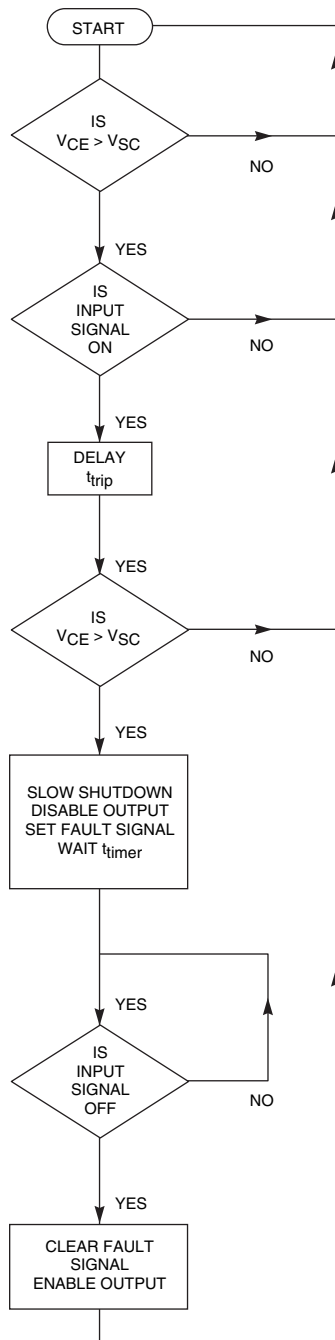 START
IS
VCE > VSC
NO
YES
IS
INPUT
SIGNAL
ON
NO
YES
DELAY
ttrip
YES
IS
VCE > VSC
NO
YES
SLOW SHUTDOWN
DISABLE OUTPUT
SET FAULT SIGNAL
WAIT ttimer
YES
IS
INPUT
SIGNAL
OFF
NO
YES
CLEAR FAULT
SIGNAL
ENABLE OUTPUT